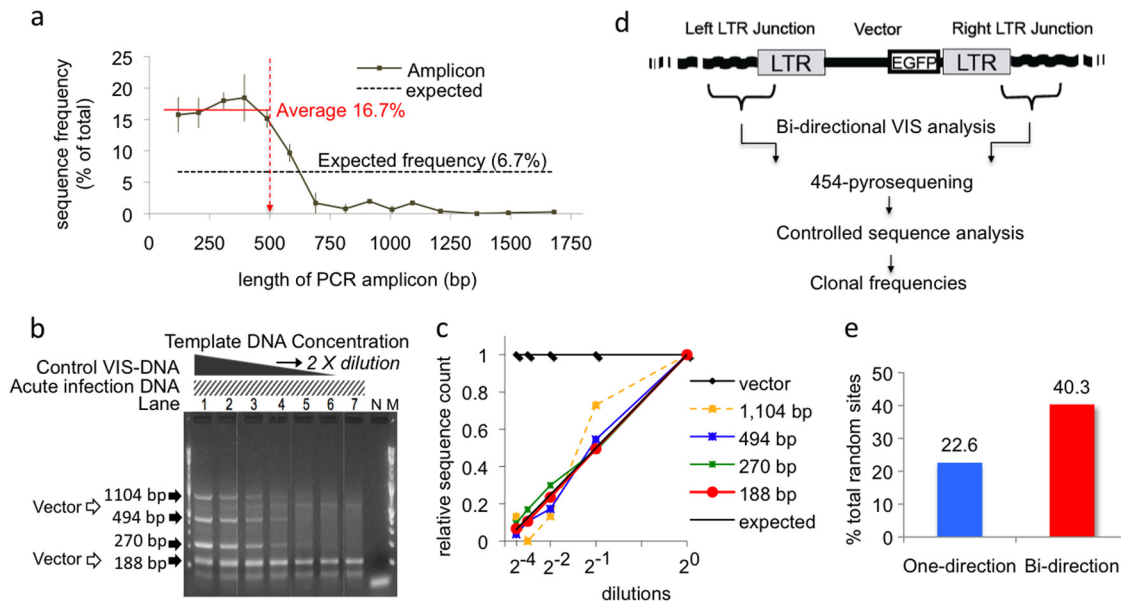 a
sequence frequency
(% of total)
25
20
15
10
5
0
Amplicon
expected
Average 16.7%
Expected frequency (6.7%)
0 250 500 750 1000 1250 1500 1750
length of PCR amplicon (bp)
d
Left LTR Junction Vector Right LTR Junction
LTR EGFP LTR
Bi-directional VIS analysis
454-pyrosequening
Controlled sequence analysis
Clonal frequencies
b
Template DNA Concentration
Control VIS-DNA 2 X dilution
Acute infection DNA
Lane 1 2 3 4 5 6 7 N M
1104 bp
Vector
494 bp
270 bp
Vector
188 bp
c
relative sequence count
1
0.8
0.6
0.4
0.2
0
2-4 2-2 2-1 20
dilutions
vector
1,104 bp
494 bp
270 bp
188 bp
expected
e
% total random sites
50
40
30
20
10
0
22.6
40.3
One-direction Bi-direction